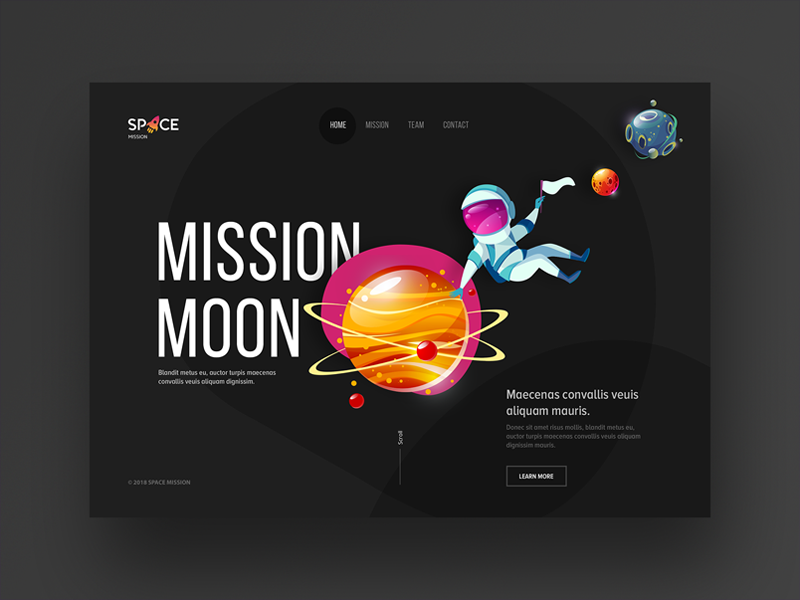 SPACE
MISSION
HOME
MISSION
TEAM
CONTACT
MISSION
MOON
Blandit metus eu, auctor turpis maecenas
convallis veuis aliquam dignissim.
Scroll
Maecenas convallis veuis
aliquam mauris.
Donec sit amet risus mollis, blandit metus eu,
auctor turpis maecenas convallis veuis aliquam
dignissim mauris.
LEARN MORE
© 2018 SPACE MISSION